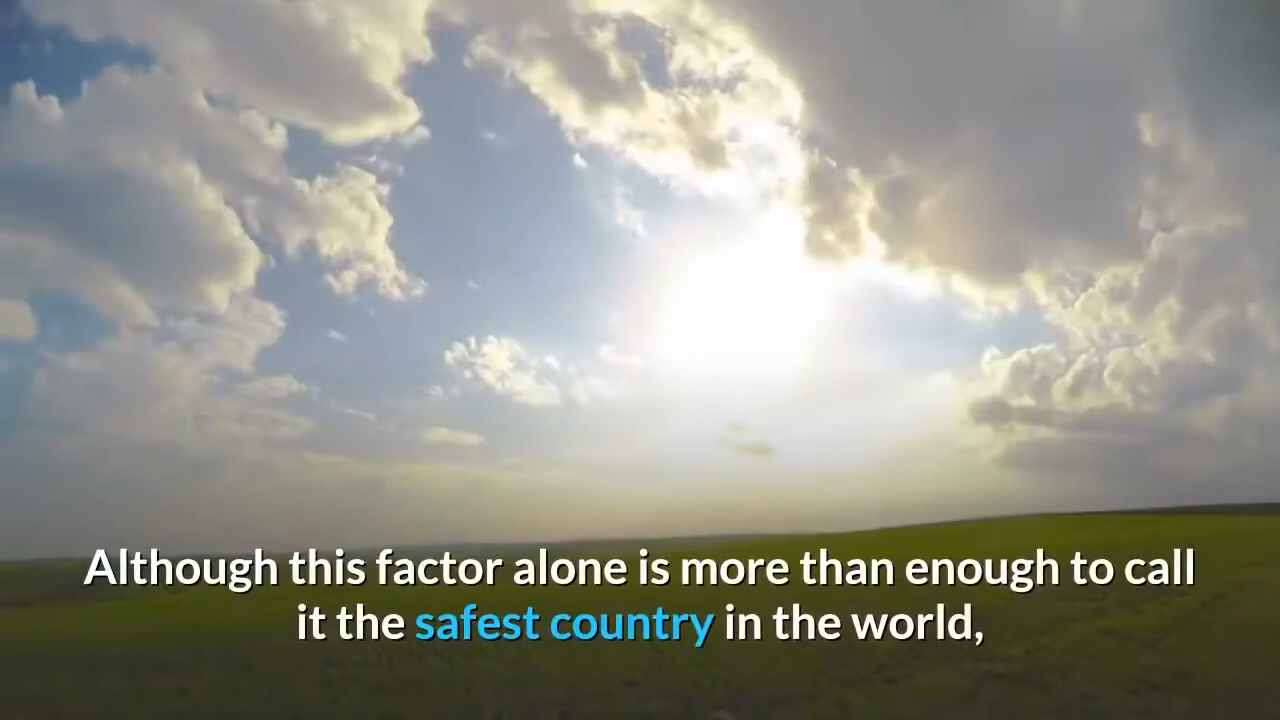 Although this factor alone is more than enough to call
it the safest country in the world,